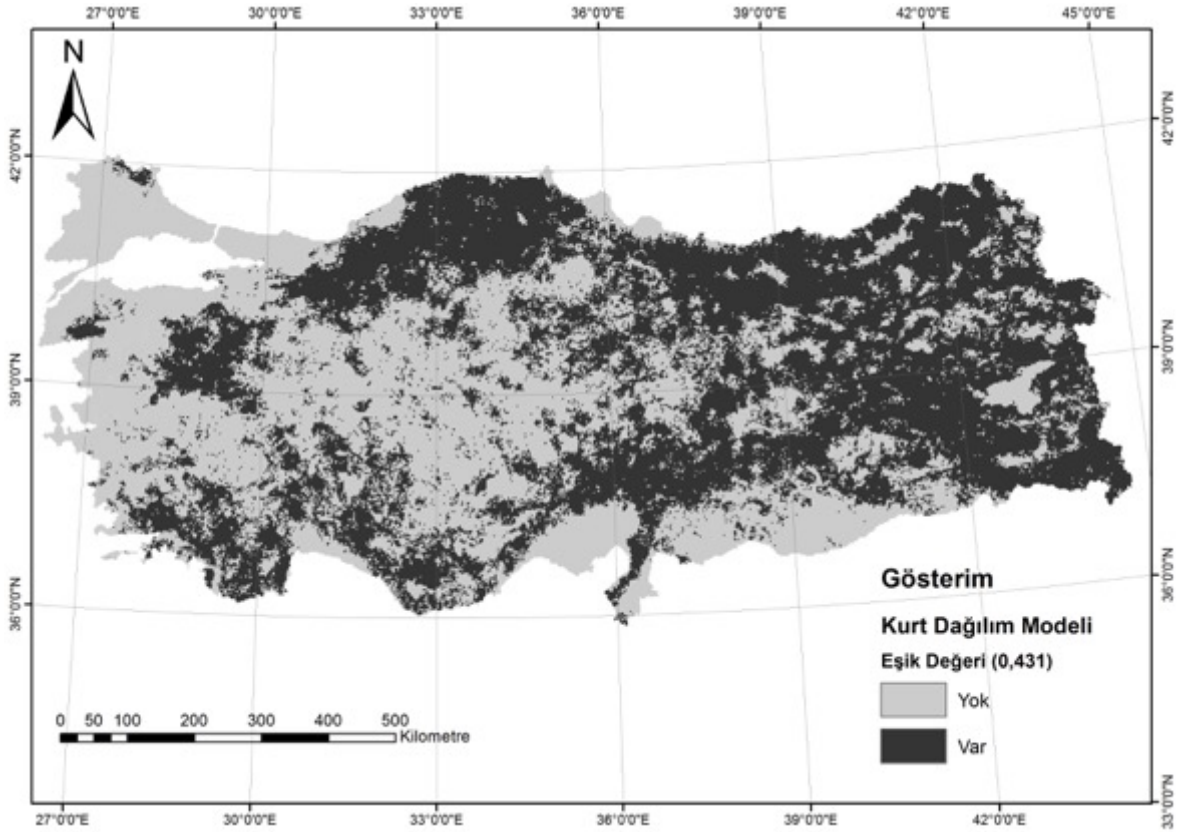 27°0'0"E 30°0'0"E 33°0'0"E 36°0'0"E 39°0'0"E 42°0'0"E 45°0'0"E
N
42°0'0"N
42°0'0"N
39°0'0"N
39°0'0"N
36°0'0"N
36°0'0"N
33°0'0"N
Gösterim
Kurt Dağılım Modeli
Eşik Değeri (0,431)
Yok
Var
0 50 100 200 300 400 500
Kilometre
27°0'0"E 30°0'0"E 33°0'0"E 36°0'0"E 39°0'0"E 42°0'0"E